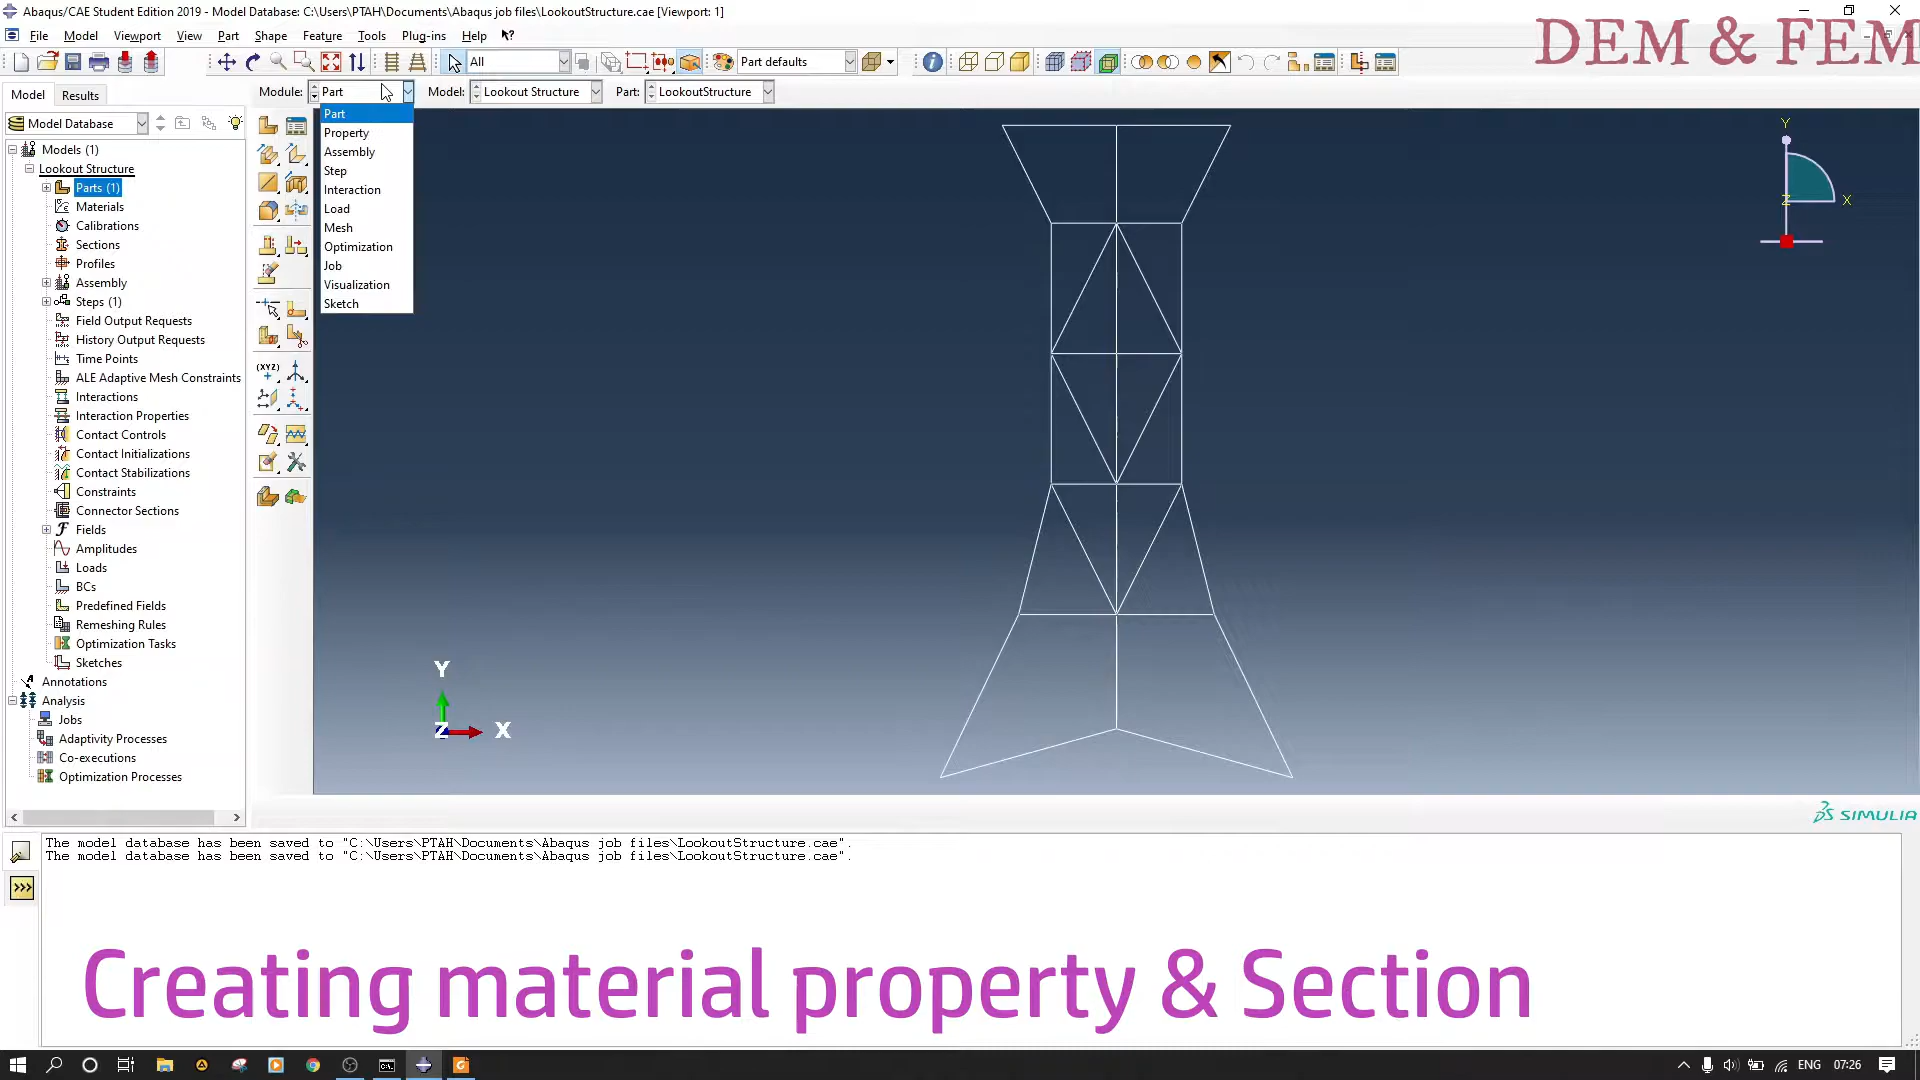 Abaqus/CAE Student Edition 2019 - Model Database: C:\Users\PTAH\Documents\Abaqus job files\LookoutStructure.cae [Viewport: 1]
File Model Viewport View Part Shape Feature Tools Plug-ins Help
DEM & FEM
All
Part defaults
Model Results
Module: Part Model: Lookout Structure Part: LookoutStructure
Model Database
Part
Property
Assembly
Step
Interaction
Load
Mesh
Optimization
Job
Visualization
Sketch
Models (1)
Lookout Structure
Parts (1)
Materials
Calibrations
Sections
Profiles
Assembly
Steps (1)
Field Output Requests
History Output Requests
Time Points
ALE Adaptive Mesh Constraints
Interactions
Interaction Properties
Contact Controls
Contact Initializations
Contact Stabilizations
Constraints
Connector Sections
Fields
Amplitudes
Loads
BCs
Predefined Fields
Remeshing Rules
Optimization Tasks
Sketches
Annotations
Analysis
Jobs
Adaptivity Processes
Co-executions
Optimization Processes
(XYZ)
Y
Z
X
Y
Z
X
SIMULIA
The model database has been saved to "C:\Users\PTAH\Documents\Abaqus job files\LookoutStructure.cae".
The model database has been saved to "C:\Users\PTAH\Documents\Abaqus job files\LookoutStructure.cae".
>>>
Creating material property & Section
ENG
07:26